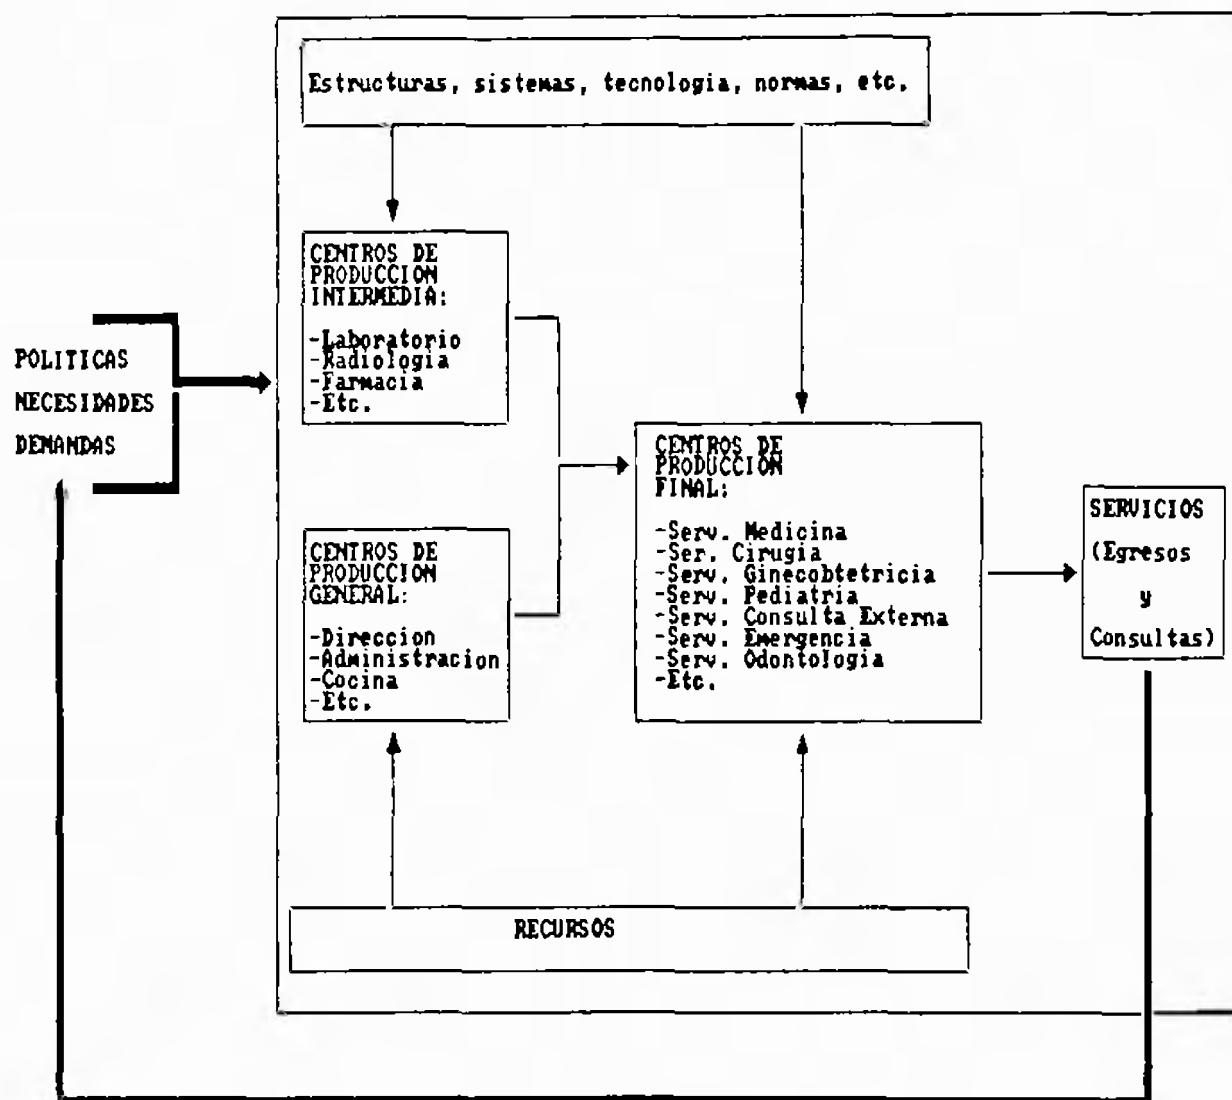 Estructuras, sistemas, tecnologia, normas, etc.
CENTROS DE
PRODUCCION
INTERMEDIA:
-Laboratorio
-Radiologia
-Farmacia
-Etc.
POLITICAS
NECESIDADES
DEMANDAS
CENTROS DE
PRODUCCION
GENERAL:
-Direccion
-Administracion
-Cocina
-Etc.
CENTROS DE
PRODUCCION
FINAL:
-Serv. Medicina
-Ser. Cirugia
-Serv. Ginecobtetricia
-Serv. Pediatria
-Serv. Consulta Externa
-Serv. Emergencia
-Serv. Odontologia
-Etc.
SERVICIOS
(Egresos
y
Consultas)
RECURSOS